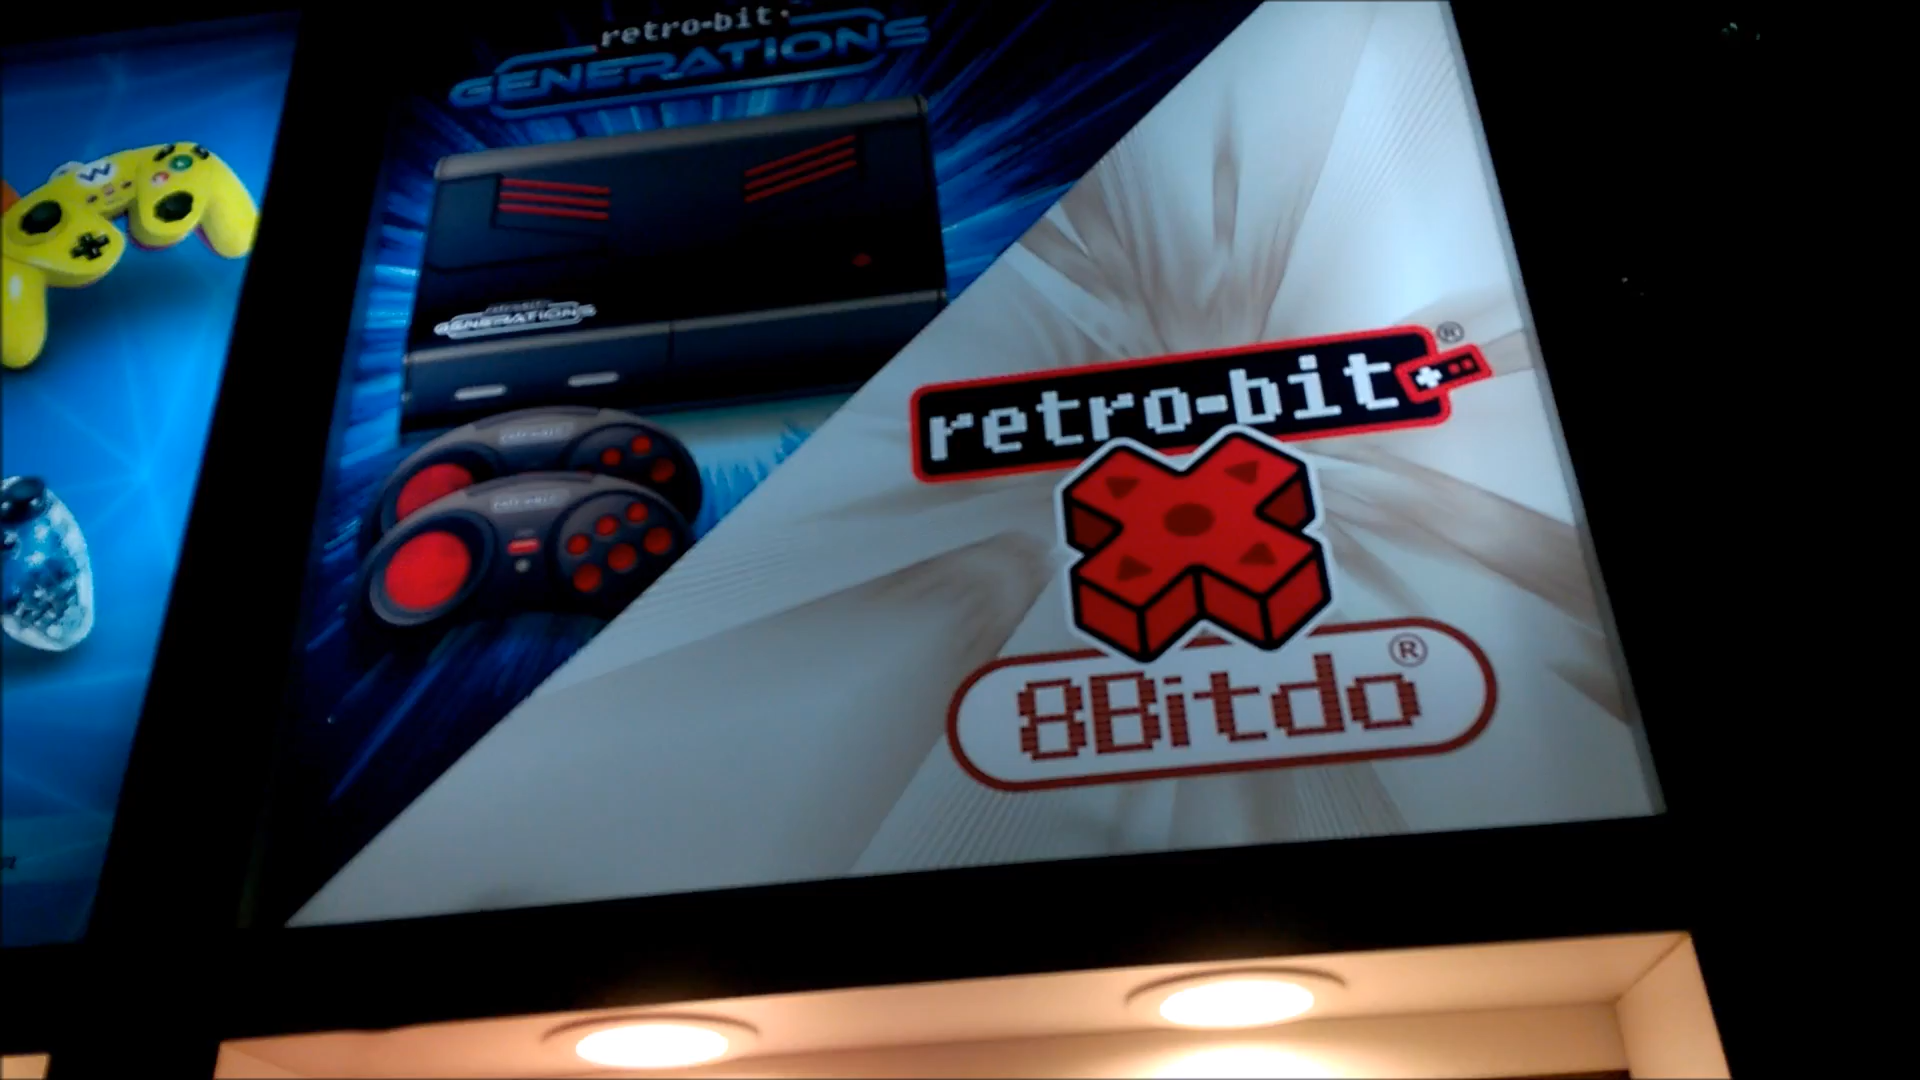 retro-bit
GENERATIONS
W
GENERATIONS
retro-bit
®
8Bitdo
®